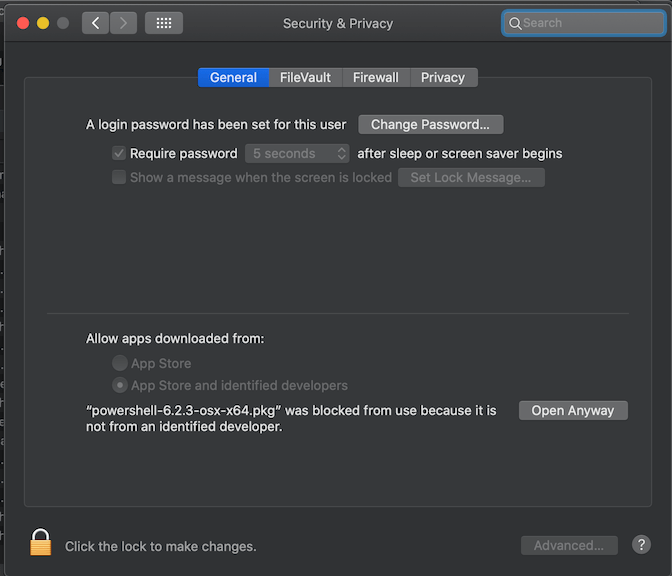 Security & Privacy
Search
General FileVault Firewall Privacy
A login password has been set for this user Change Password...
Require password 5 seconds after sleep or screen saver begins
Show a message when the screen is locked Set Lock Message...
Allow apps downloaded from:
App Store
App Store and identified developers
“powershell-6.2.3-osx-x64.pkg” was blocked from use because it is
not from an identified developer.
Open Anyway
Click the lock to make changes.
Advanced...
?